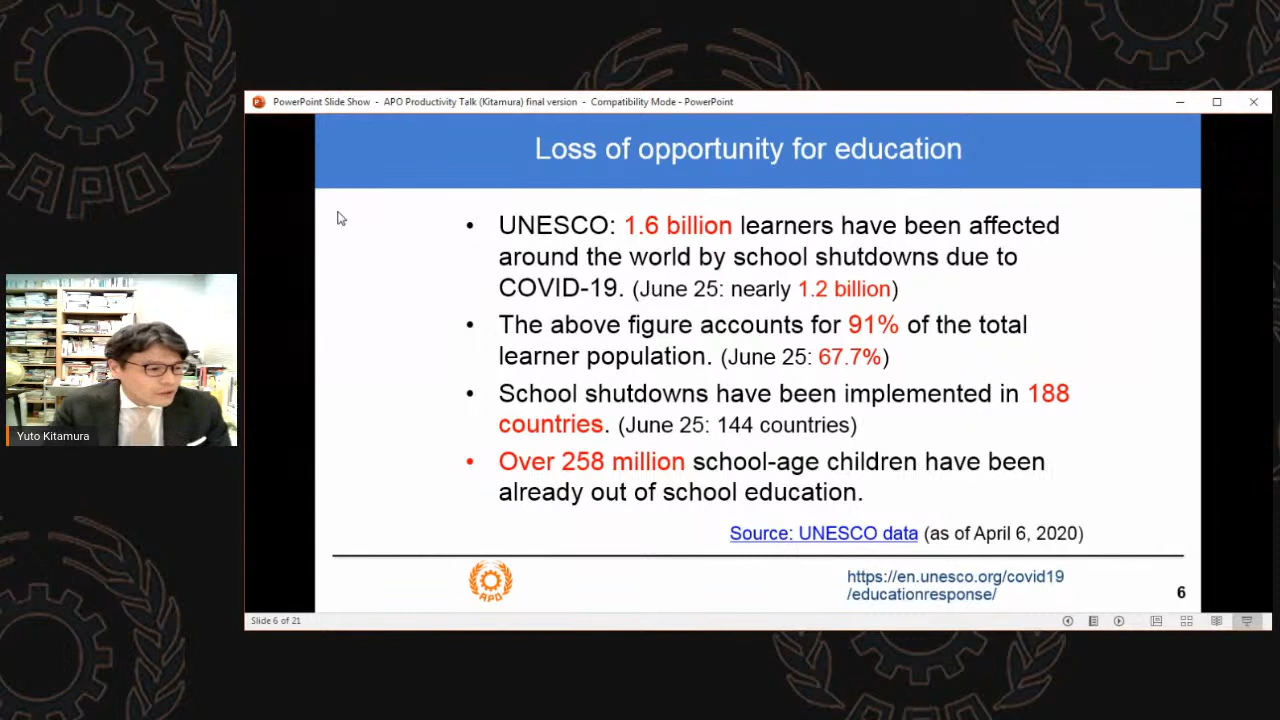 PowerPoint Slide Show - APO Productivity Talk (Kitamura) final version - Compatibility Mode - PowerPoint
Loss of opportunity for education
• UNESCO: 1.6 billion learners have been affected
around the world by school shutdowns due to
COVID-19. (June 25: nearly 1.2 billion)
• The above figure accounts for 91% of the total
learner population. (June 25: 67.7%)
• School shutdowns have been implemented in 188
countries. (June 25: 144 countries)
• Over 258 million school-age children have been
already out of school education.
Source: UNESCO data (as of April 6, 2020)
APO
https://en.unesco.org/covid19
/educationresponse/
6
Slide 6 of 21
Yuto Kitamura
APO
APO